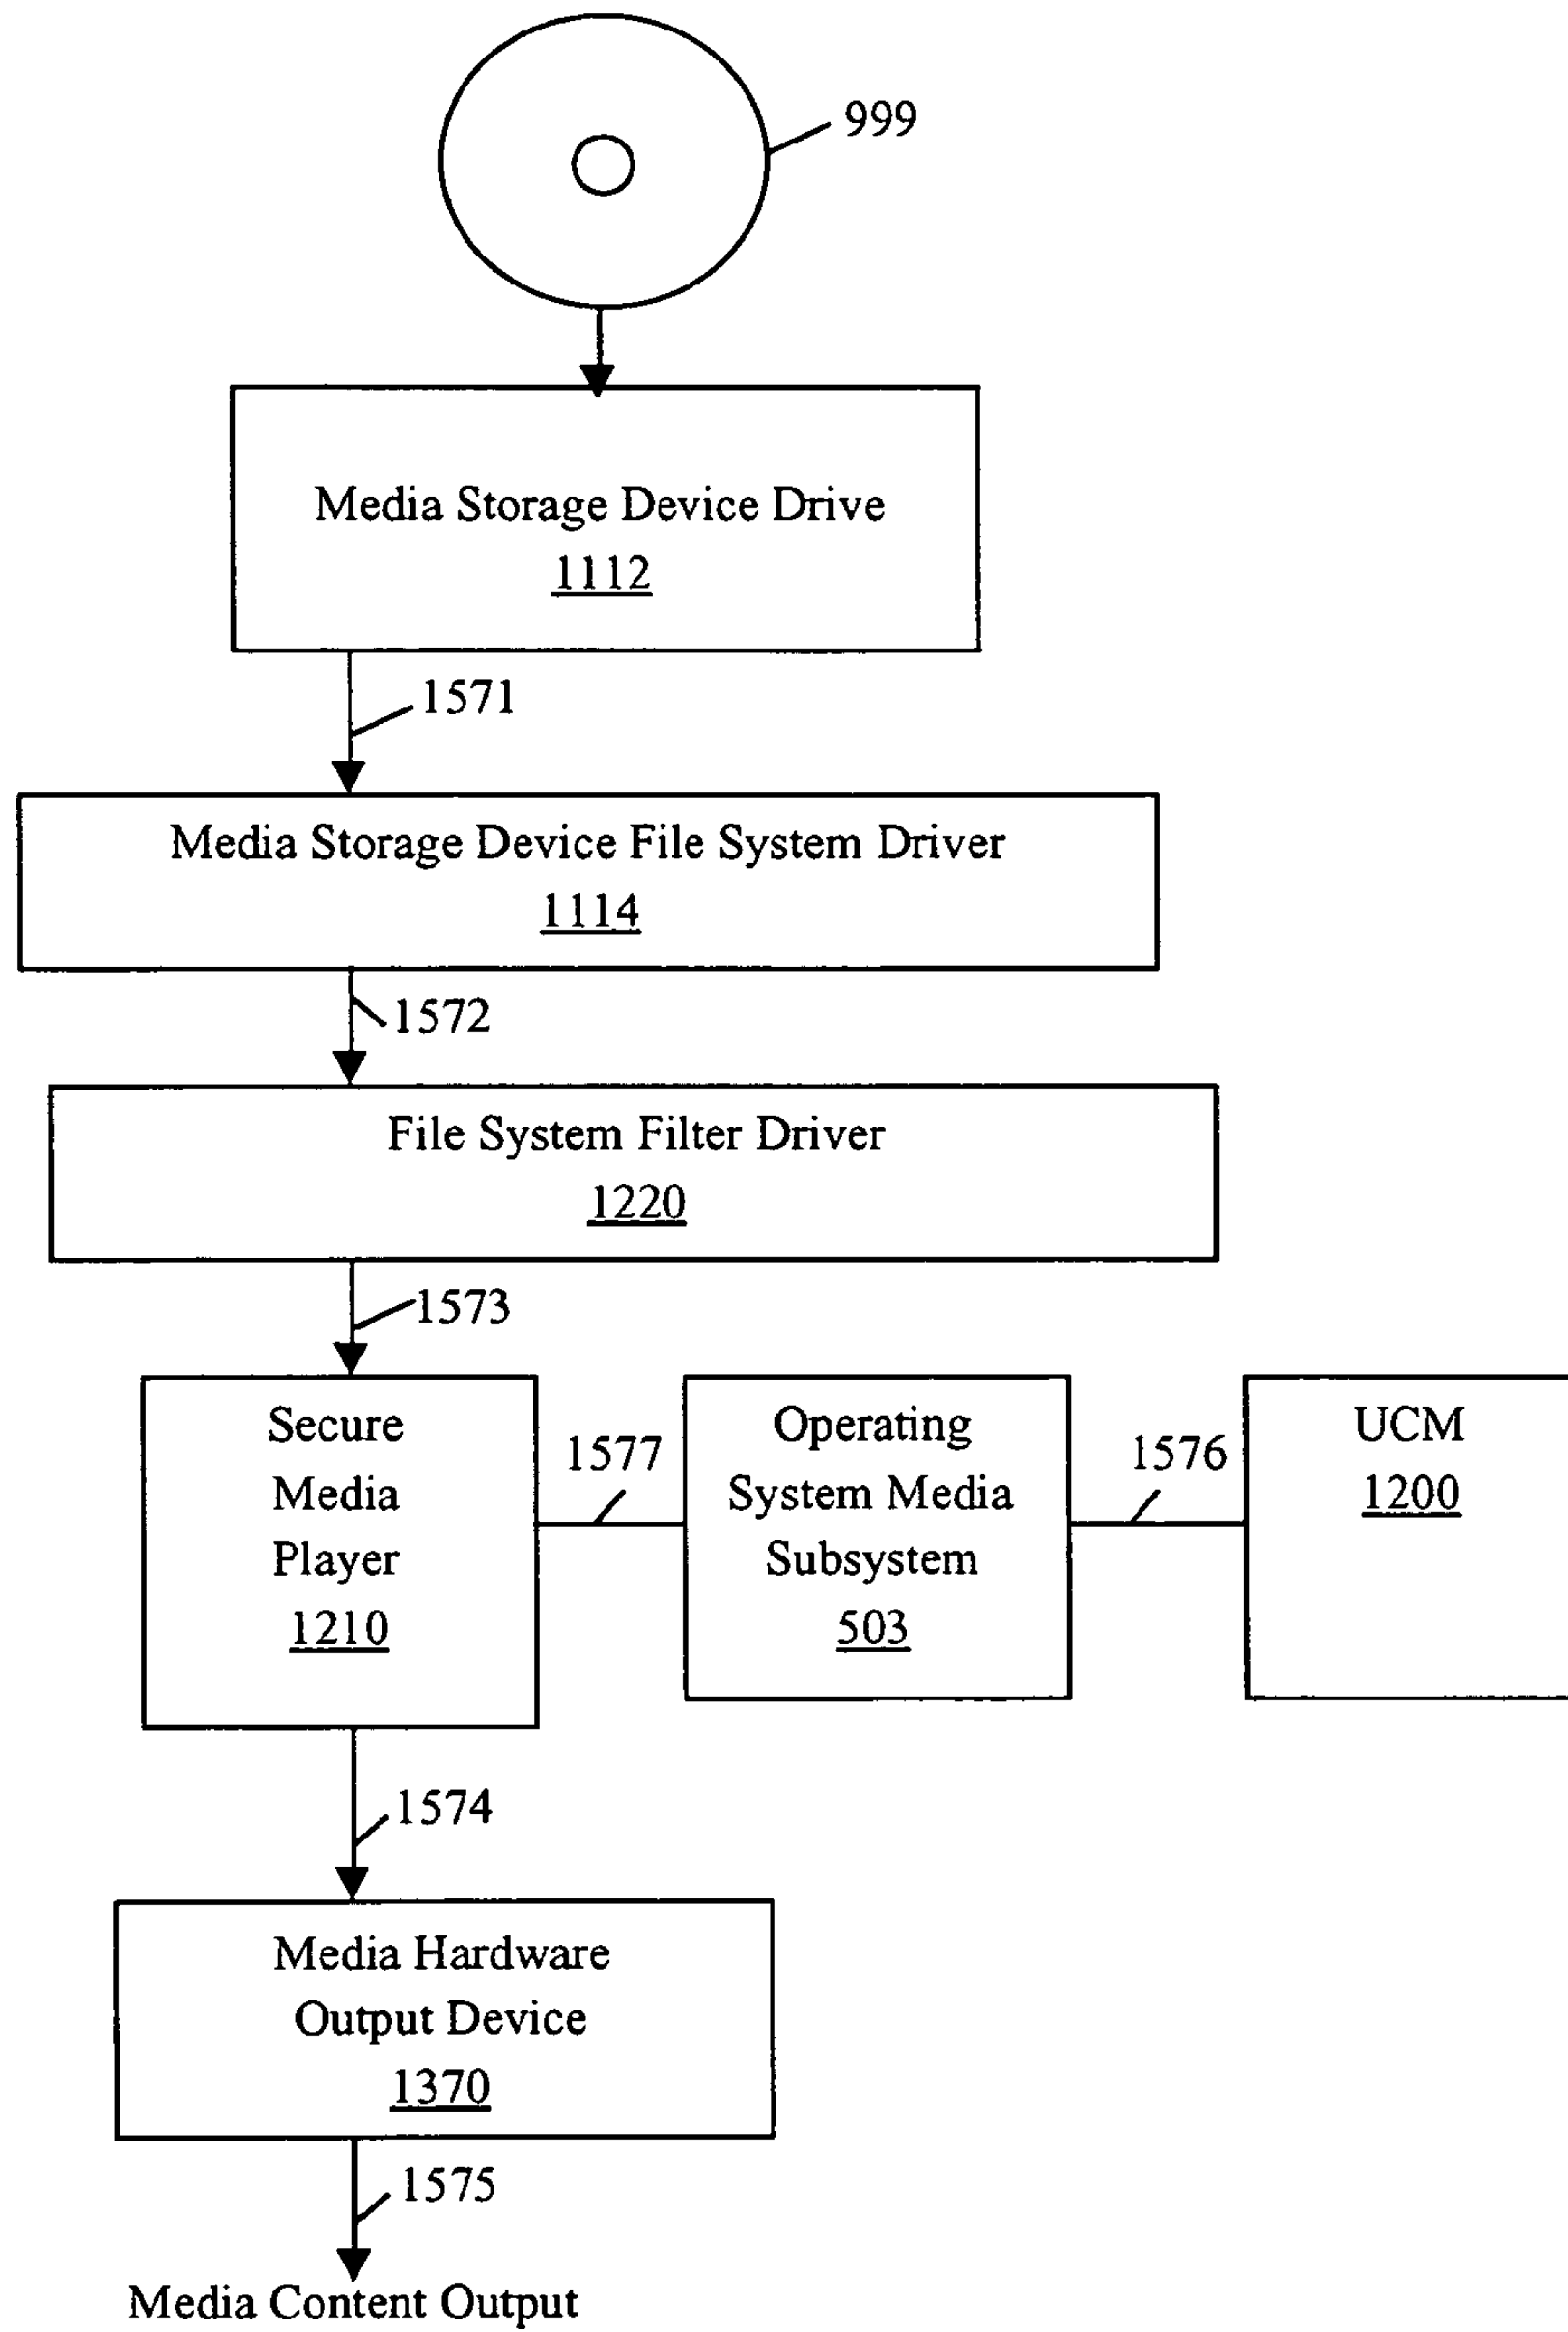 999
Media Storage Device Drive
1112
1571
Media Storage Device File System Driver
1114
1572
File System Filter Driver
1220
1573
Secure
Media
Player
1210
1577
Operating
System Media
Subsystem
503
1576
UCM
1200
1574
Media Hardware
Output Device
1370
1575
Media Content Output